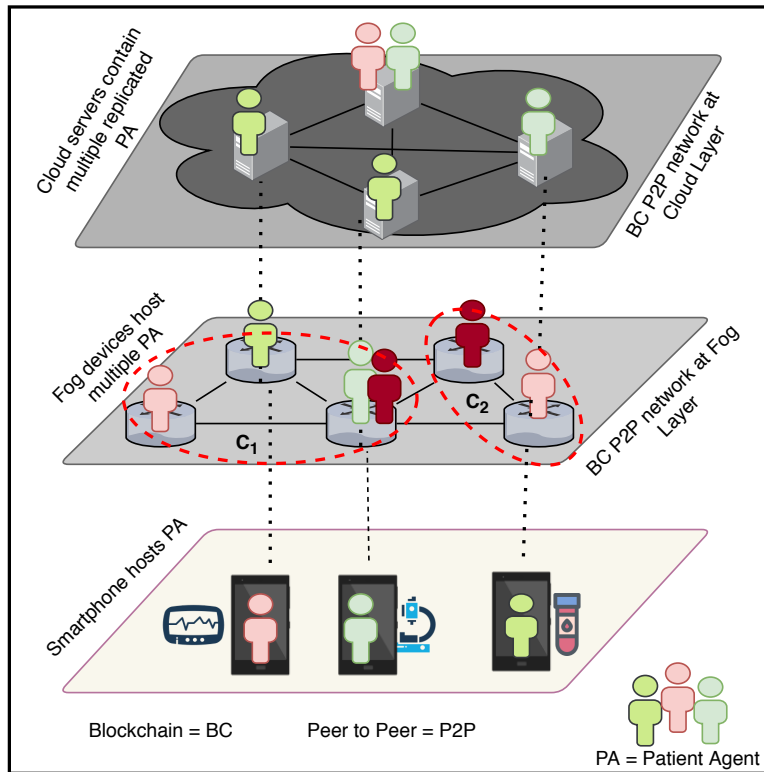 Cloud servers contain
multiple replicated
PA
BC P2P network at
Cloud Layer
Fog devices host
multiple PA
C1
C2
BC P2P network at Fog
Layer
Smartphone hosts PA
Blockchain = BC
Peer to Peer = P2P
PA = Patient Agent